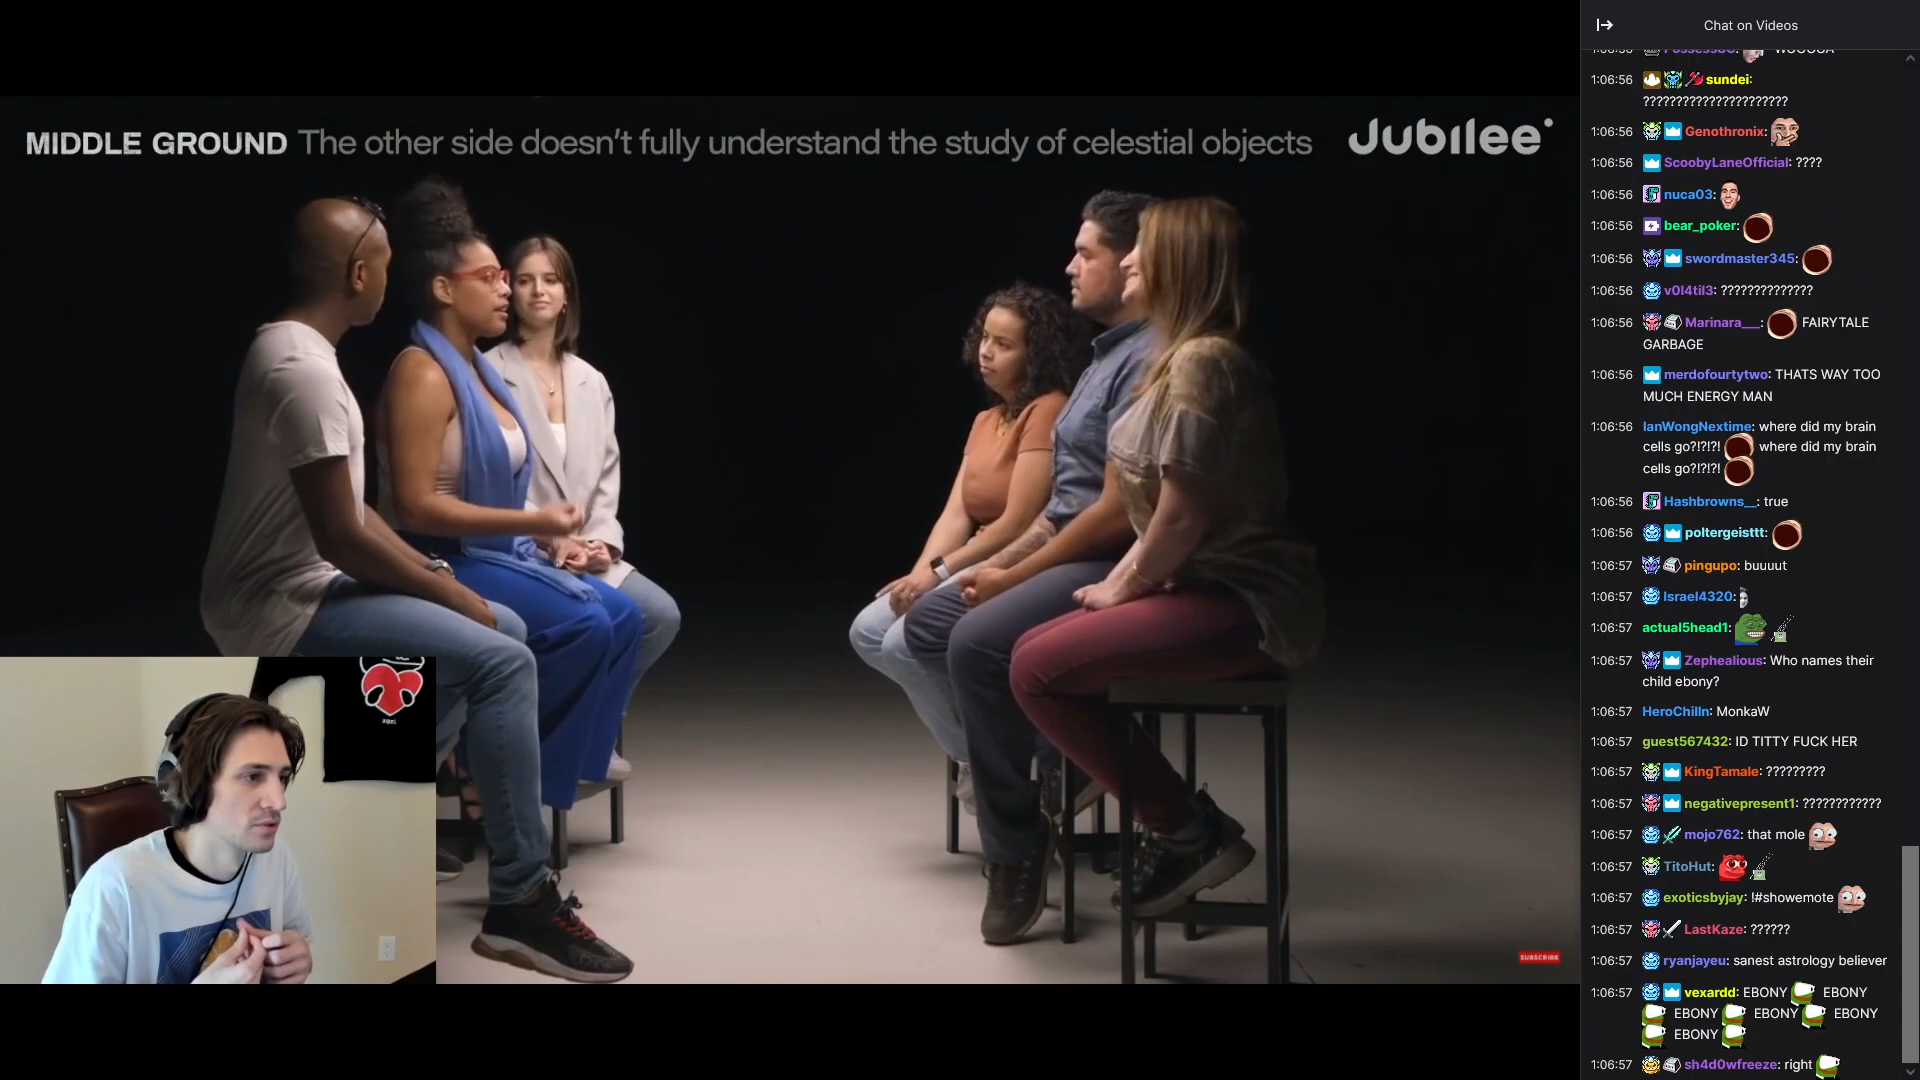 MIDDLE GROUND The other side doesn't fully understand the study of celestial objects
Jubilee
SUBSCRIBE
Chat on Videos
1:06:56 sundei:
??????????????????????
1:06:56 Genothronix:
1:06:56 ScoobyLaneOfficial: ????
1:06:56 nuca03:
1:06:56 bear_poker:
1:06:56 swordmaster345:
1:06:56 v0l4til3: ??????????????
1:06:56 Marinara___: FAIRYTALE
GARBAGE
1:06:56 merdofourtytwo: THATS WAY TOO
MUCH ENERGY MAN
1:06:56 IanWongNextime: where did my brain
cells go?!?!?! where did my brain
cells go?!?!?!
1:06:56 Hashbrowns__: true
1:06:56 poltergeisttt:
1:06:57 pingupo: buuuut
1:06:57 Israel4320:
1:06:57 actual5head1:
1:06:57 Zephealious: Who names their
child ebony?
1:06:57 HeroChilln: MonkaW
1:06:57 guest567432: ID TITTY FUCK HER
1:06:57 KingTamale: ?????????
1:06:57 negativepresent1: ????????????
1:06:57 mojo762: that mole
1:06:57 TitoHut:
1:06:57 exoticsbyjay: !#showemote
1:06:57 LastKaze: ??????
1:06:57 ryanjayeu: sanest astrology believer
1:06:57 vexardd: EBONY EBONY
EBONY EBONY EBONY
EBONY
1:06:57 sh4d0wfreeze: right